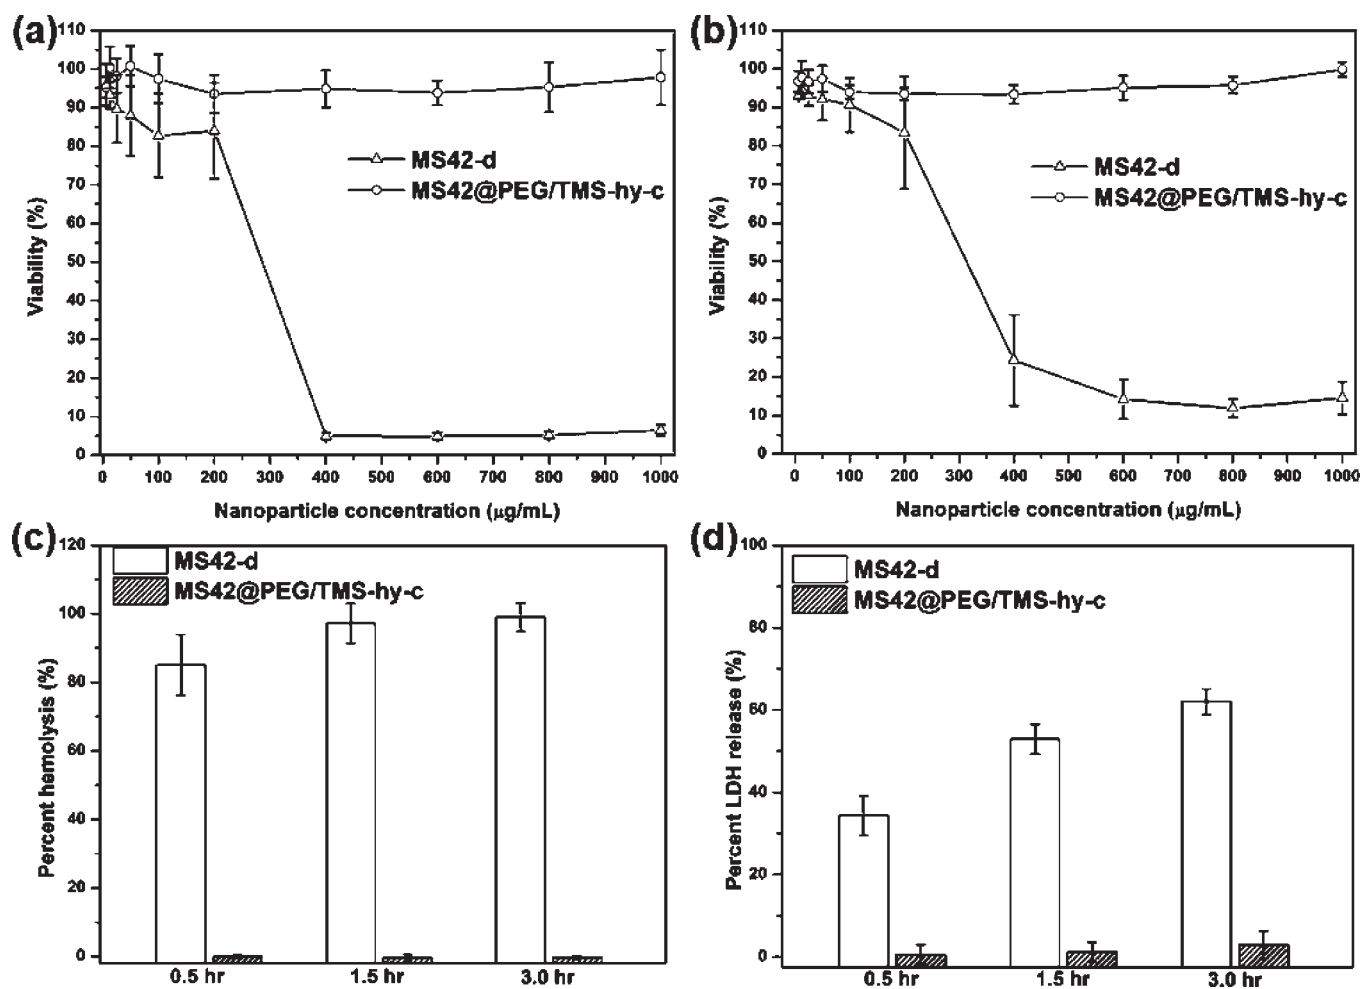 (a)
110
100
90
80
70
60
50
40
30
20
10
0
Viability (%)
MS42-d
MS42@PEG/TMS-hy-c
0 100 200 300 400 500 600 700 800 900 1000
Nanoparticle concentration (μg/mL)
(b)
110
100
90
80
70
60
50
40
30
20
10
0
Viability (%)
MS42-d
MS42@PEG/TMS-hy-c
0 100 200 300 400 500 600 700 800 900 1000
Nanoparticle concentration (μg/mL)
(c)
120
100
80
60
40
20
0
Percent hemolysis (%)
MS42-d
MS42@PEG/TMS-hy-c
0.5 hr 1.5 hr 3.0 hr
(d)
100
80
60
40
20
0
Percent LDH release (%)
MS42-d
MS42@PEG/TMS-hy-c
0.5 hr 1.5 hr 3.0 hr